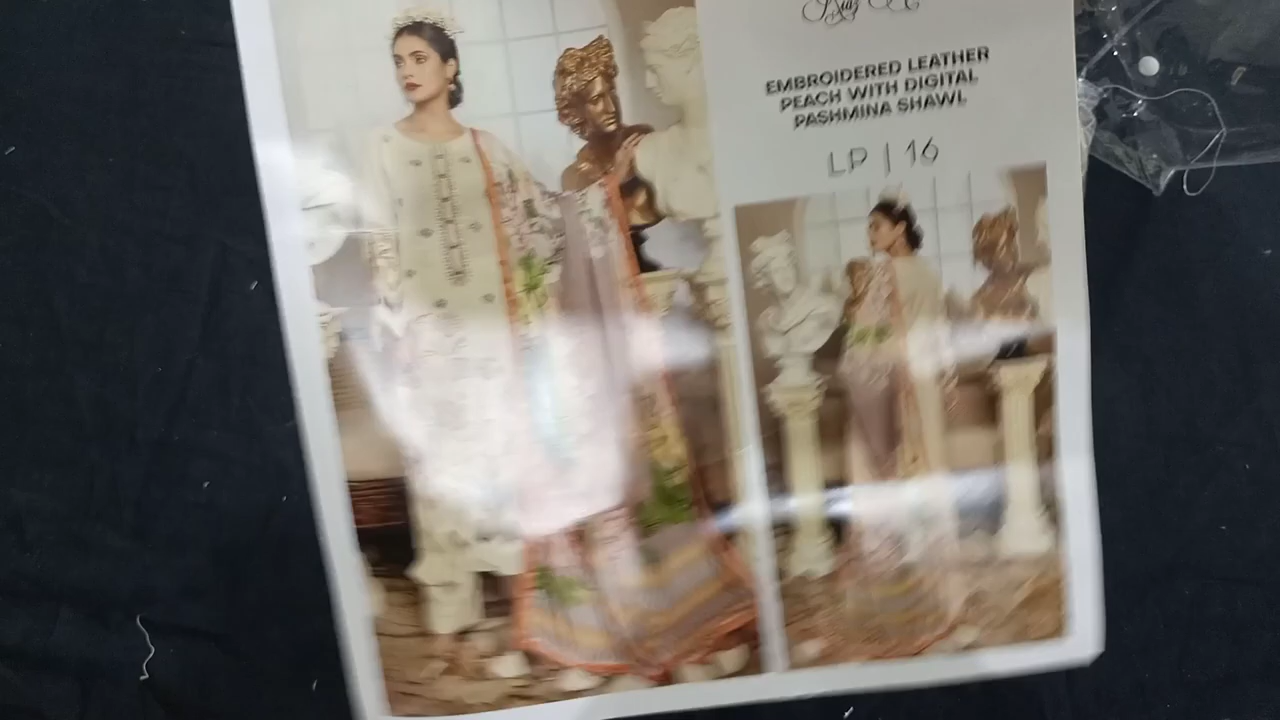 EMBROIDERED LEATHER
PEACH WITH DIGITAL
PASHMINA SHAWL
LP | 16